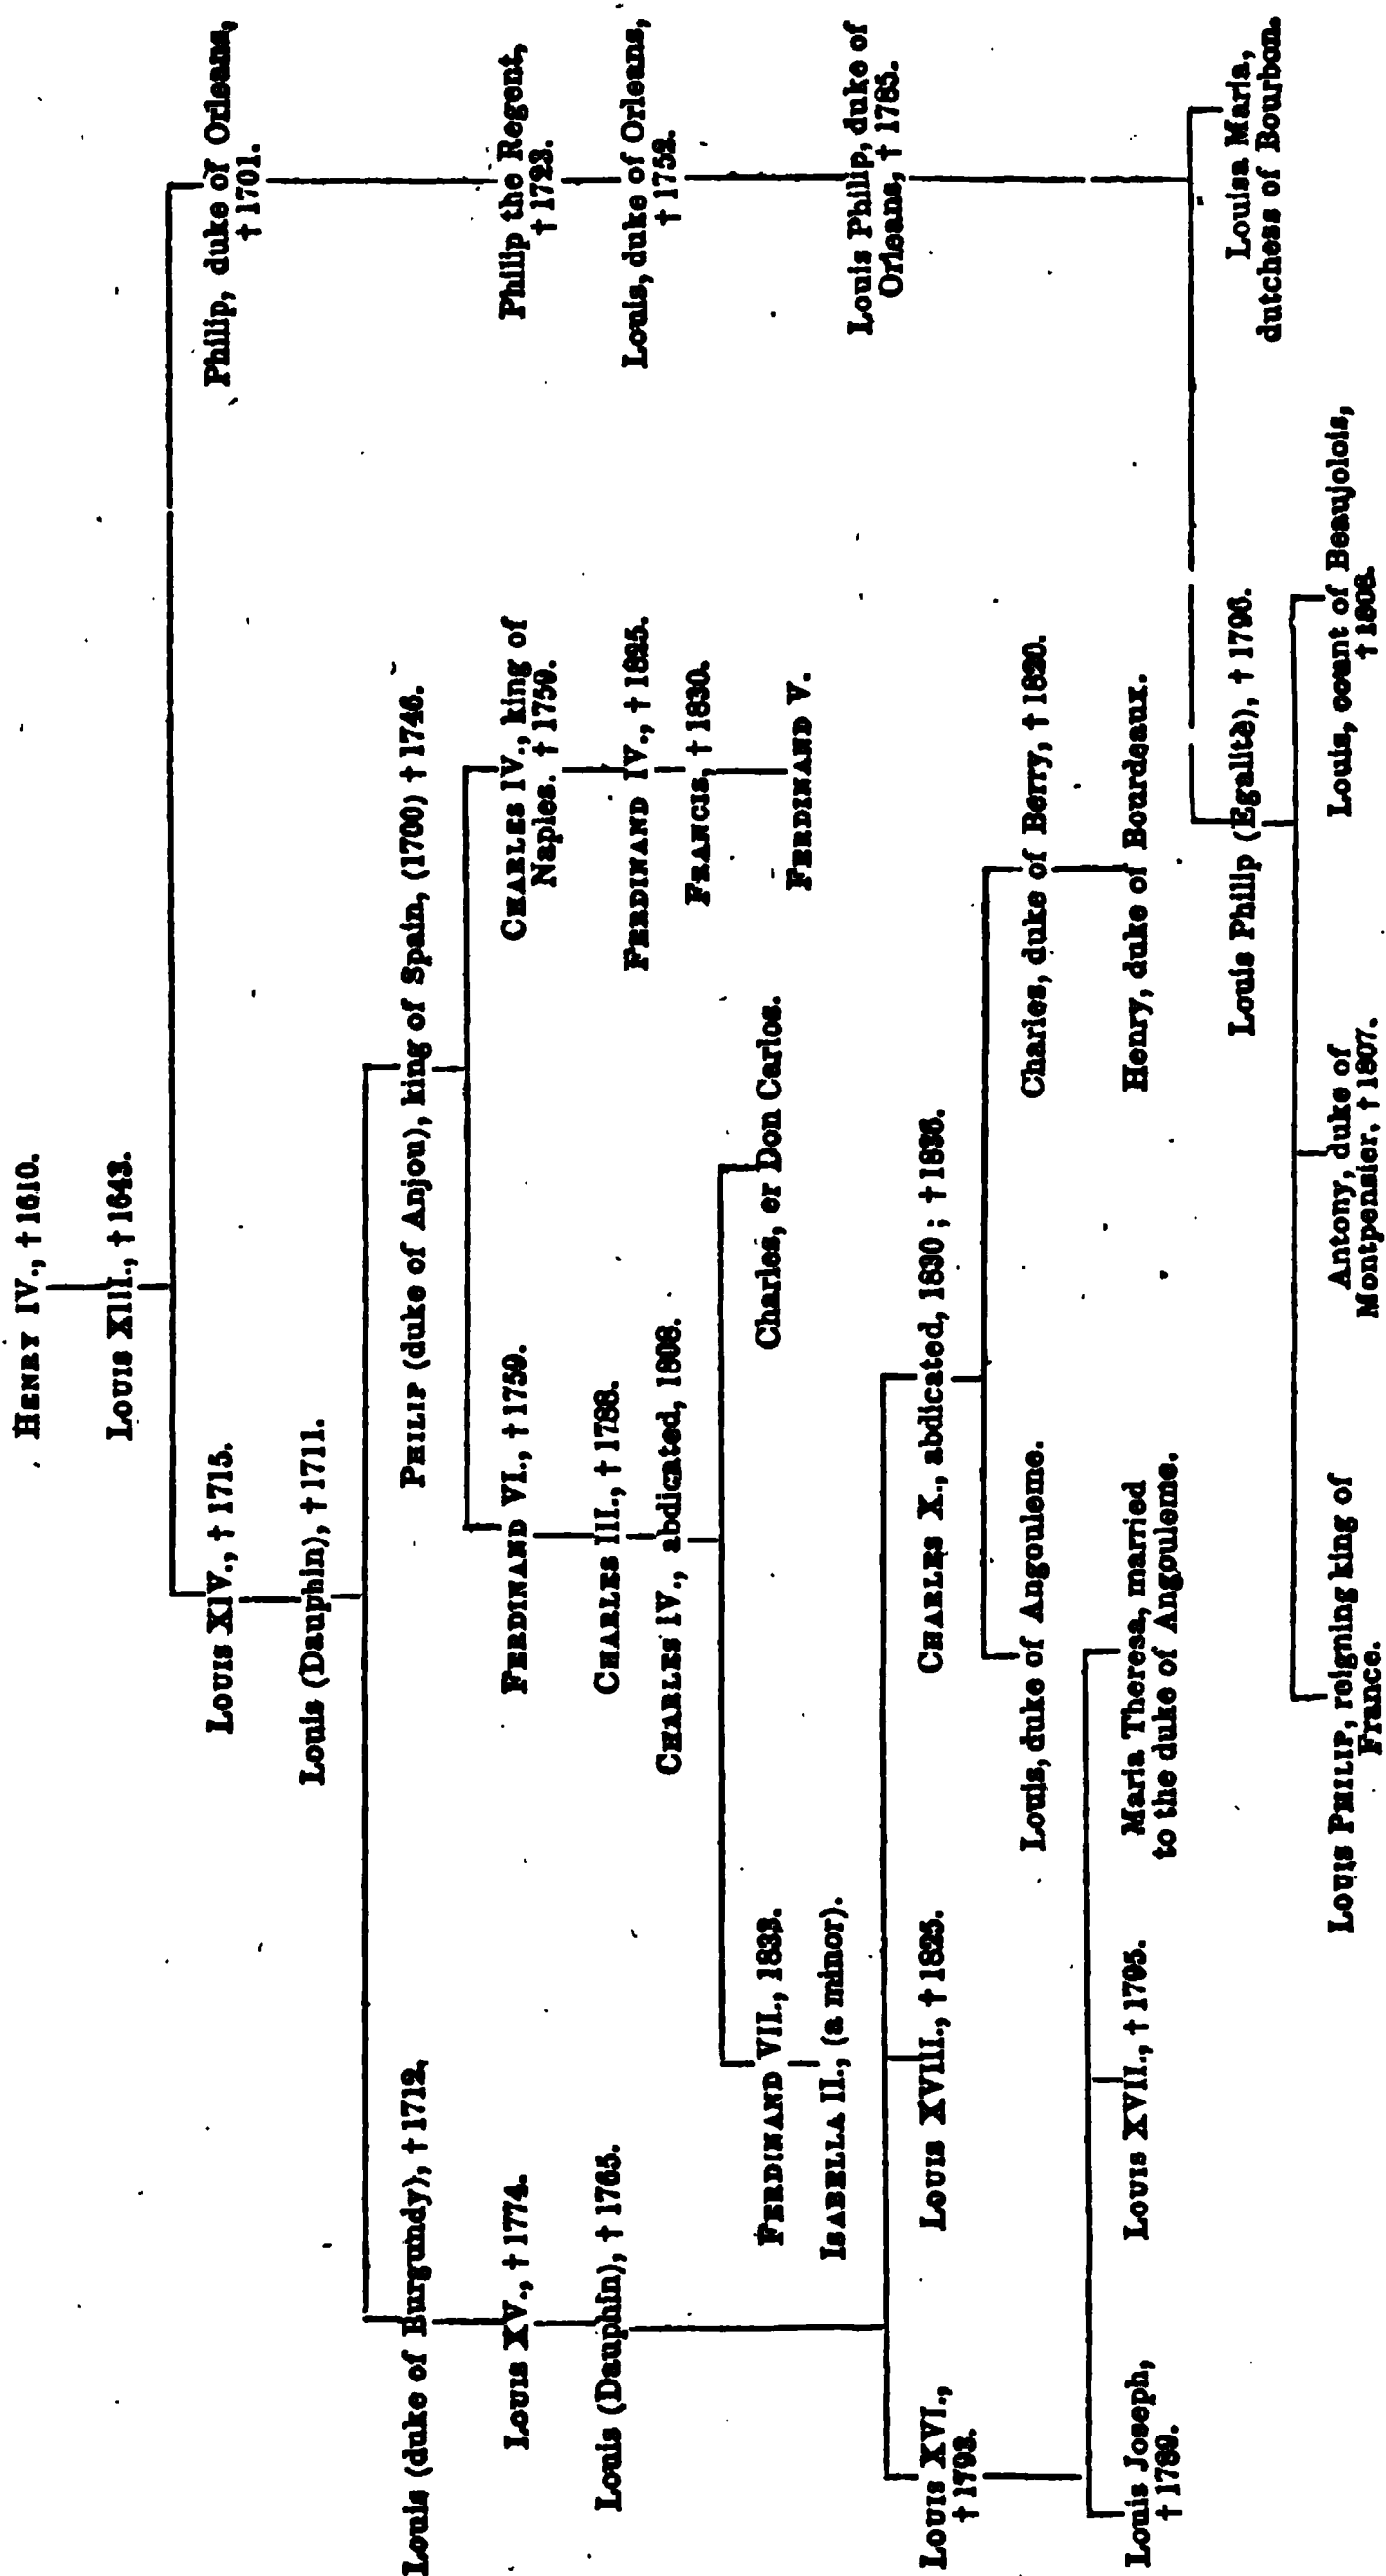 HENRY IV., † 1610.
LOUIS XIII., † 1643.
LOUIS XIV., † 1715.
Philip, duke of Orleans,
† 1701.
Louis (Dauphin), † 1711.
Louis (duke of Burgundy), † 1712,
PHILIP (duke of Anjou), king of Spain, (1700) † 1746.
LOUIS XV., † 1774.
FERDINAND VI., † 1759.
CHARLES IV., king of
Naples. † 1759.
Philip the Regent,
† 1723.
Louis (Dauphin), † 1765.
CHARLES III., † 1788.
FERDINAND IV., † 1825.
Louis, duke of Orleans,
† 1752.
CHARLES IV., abdicated, 1808.
FRANCIS, † 1830.
FERDINAND VII., 1833.
Charles, or Don Carlos.
FERDINAND V.
ISABELLA II., (a minor).
Louis Philip, duke of
Orleans, † 1785.
LOUIS XVI.,
† 1793.
LOUIS XVIII., † 1825.
CHARLES X., abdicated, 1830; † 1836.
Louis, duke of Angouleme.
Charles, duke of Berry, † 1820.
Louis Joseph,
† 1789.
LOUIS XVII., † 1795.
Maria Theresa, married
to the duke of Angouleme.
Henry, duke of Bourdeaux.
Louis Philip (Egalitè), †
Louisa Maria,
dutchess of Bourbon.
LOUIS PHILIP, reigning king of
France.
Antony, duke of
Montpensier, † 1807.
Louis, count of Beaujolois,
† 1808.